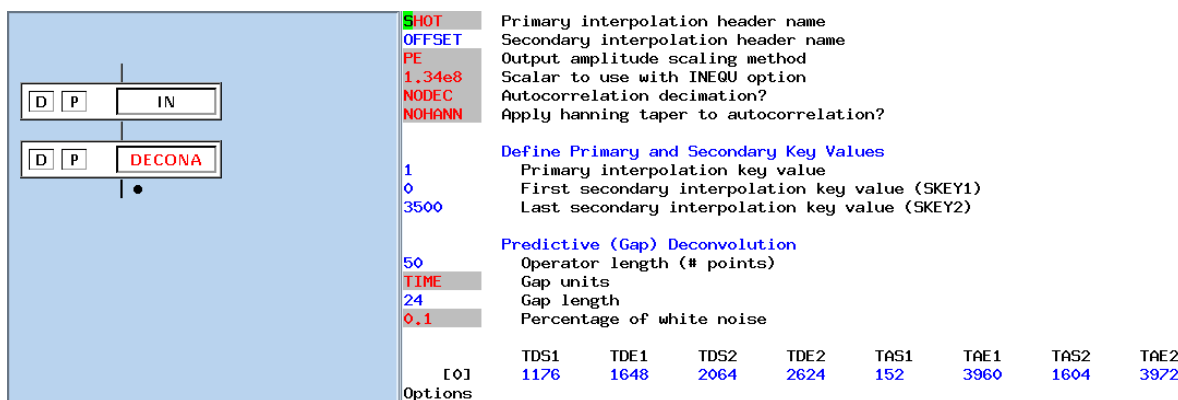 D P IN
D P DECONA
SHOT Primary interpolation header name
OFFSET Secondary interpolation header name
PE Output amplitude scaling method
1.34e8 Scalar to use with INEQU option
NODEC Autocorrelation decimation?
NOHANN Apply hanning taper to autocorrelation?
Define Primary and Secondary Key Values
1 Primary interpolation key value
0 First secondary interpolation key value (SKEY1)
3500 Last secondary interpolation key value (SKEY2)
Predictive (Gap) Deconvolution
50 Operator length (# points)
TIME Gap units
24 Gap length
0.1 Percentage of white noise
TDS1 TDE1 TDS2 TDE2 TAS1 TAE1 TAS2 TAE2
[0] 1176 1648 2064 2624 152 3960 1604 3972
Options